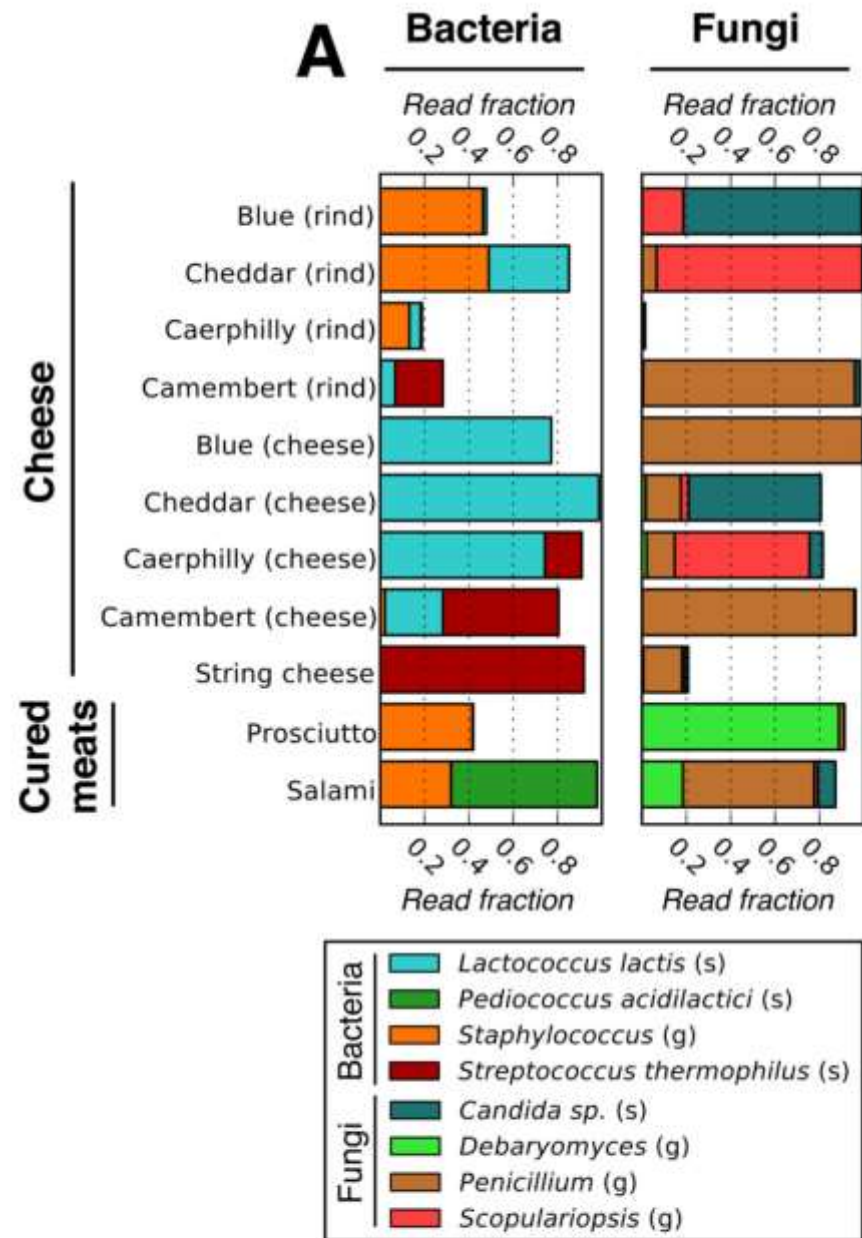 A
Bacteria
Fungi
Read fraction
Read fraction
0.2 0.4 0.6 0.8
0.2 0.4 0.6 0.8
Cheese
Blue (rind)
Cheddar (rind)
Caerphilly (rind)
Camembert (rind)
Blue (cheese)
Cheddar (cheese)
Caerphilly (cheese)
Camembert (cheese)
String cheese
Cured
meats
Prosciutto
Salami
0.2 0.4 0.6 0.8
0.2 0.4 0.6 0.8
Read fraction
Read fraction
Bacteria
Lactococcus lactis (s)
Pediococcus acidilactici (s)
Staphylococcus (g)
Streptococcus thermophilus (s)
Fungi
Candida sp. (s)
Debaryomyces (g)
Penicillium (g)
Scopulariopsis (g)